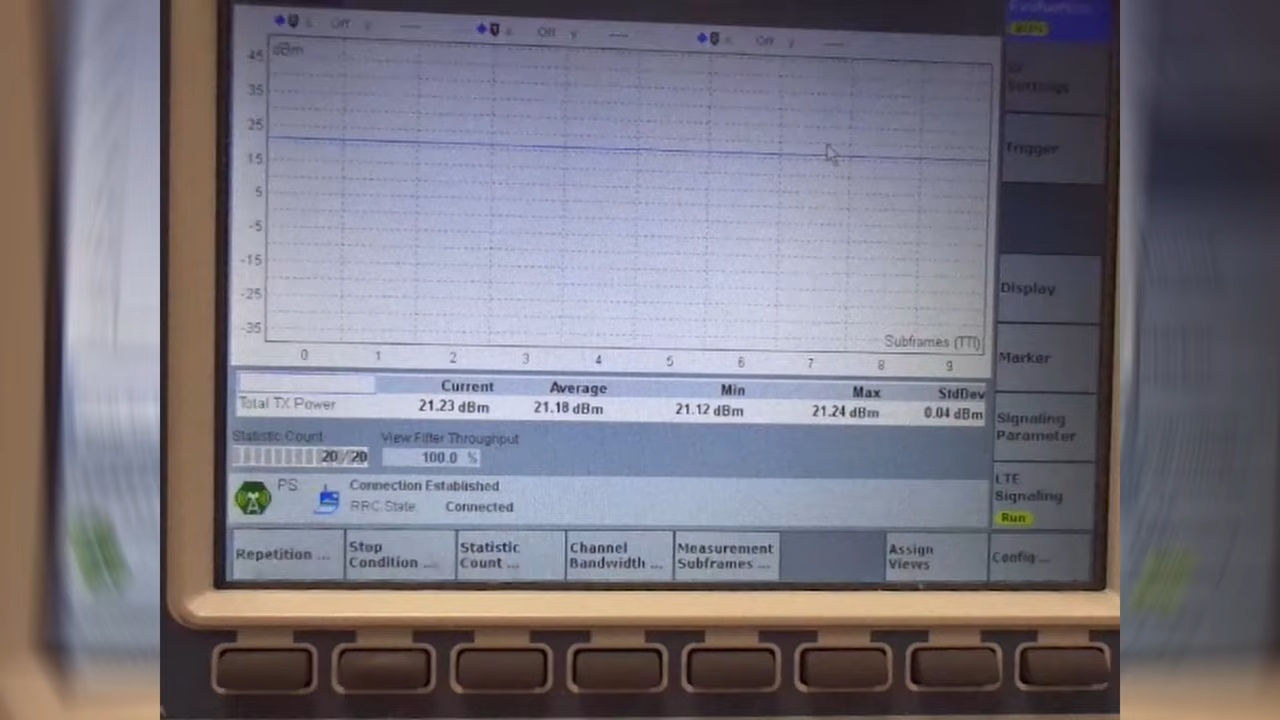 Off y ---
Off y ---
Off y ---
dBm
45
35
25
15
5
-5
-15
-25
-35
Subframes (TTI)
0 1 2 3 4 5 6 7 8 9
Current Average Min Max StdDev
Total TX Power 21.23 dBm 21.18 dBm 21.12 dBm 21.24 dBm 0.04 dBm
Statistic Count
20 / 20
View Filter Throughput
100.0 %
PS:
Connection Established
RRC State Connected
Settings
Trigger
Display
Marker
Signaling
Parameter
LTE
Signaling
Run
Repetition ...
Stop
Condition ...
Statistic
Count ...
Channel
Bandwidth ...
Measurement
Subframes ...
Assign
Views
Config ...